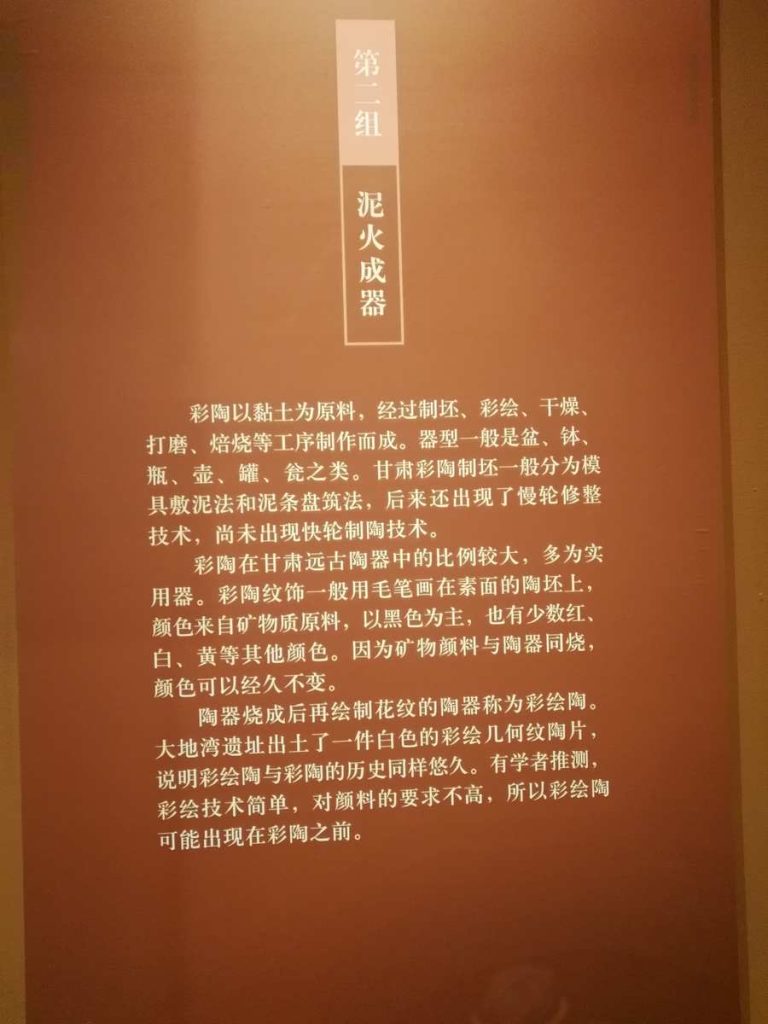 第二组
泥火成器
彩陶以黏土为原料，经过制坯、彩绘、干燥、
打磨、焙烧等工序制作而成。器型一般是盆、钵、
瓶、壶、罐、瓮之类。甘肃彩陶制坯一般分为模
具敷泥法和泥条盘筑法，后来还出现了慢轮修整
技术，尚未出现快轮制陶技术。
彩陶在甘肃远古陶器中的比例较大，多为实
用器。彩陶纹饰一般用毛笔画在素面的陶坯上，
颜色来自矿物质原料，以黑色为主，也有少数红、
白、黄等其他颜色。因为矿物颜料与陶器同烧，
颜色可以经久不变。
陶器烧成后再绘制花纹的陶器称为彩绘陶。
大地湾遗址出土了一件白色的彩绘几何纹陶片，
说明彩绘陶与彩陶的历史同样悠久。有学者推测，
彩绘技术简单，对颜料的要求不高，所以彩绘陶
可能出现在彩陶之前。